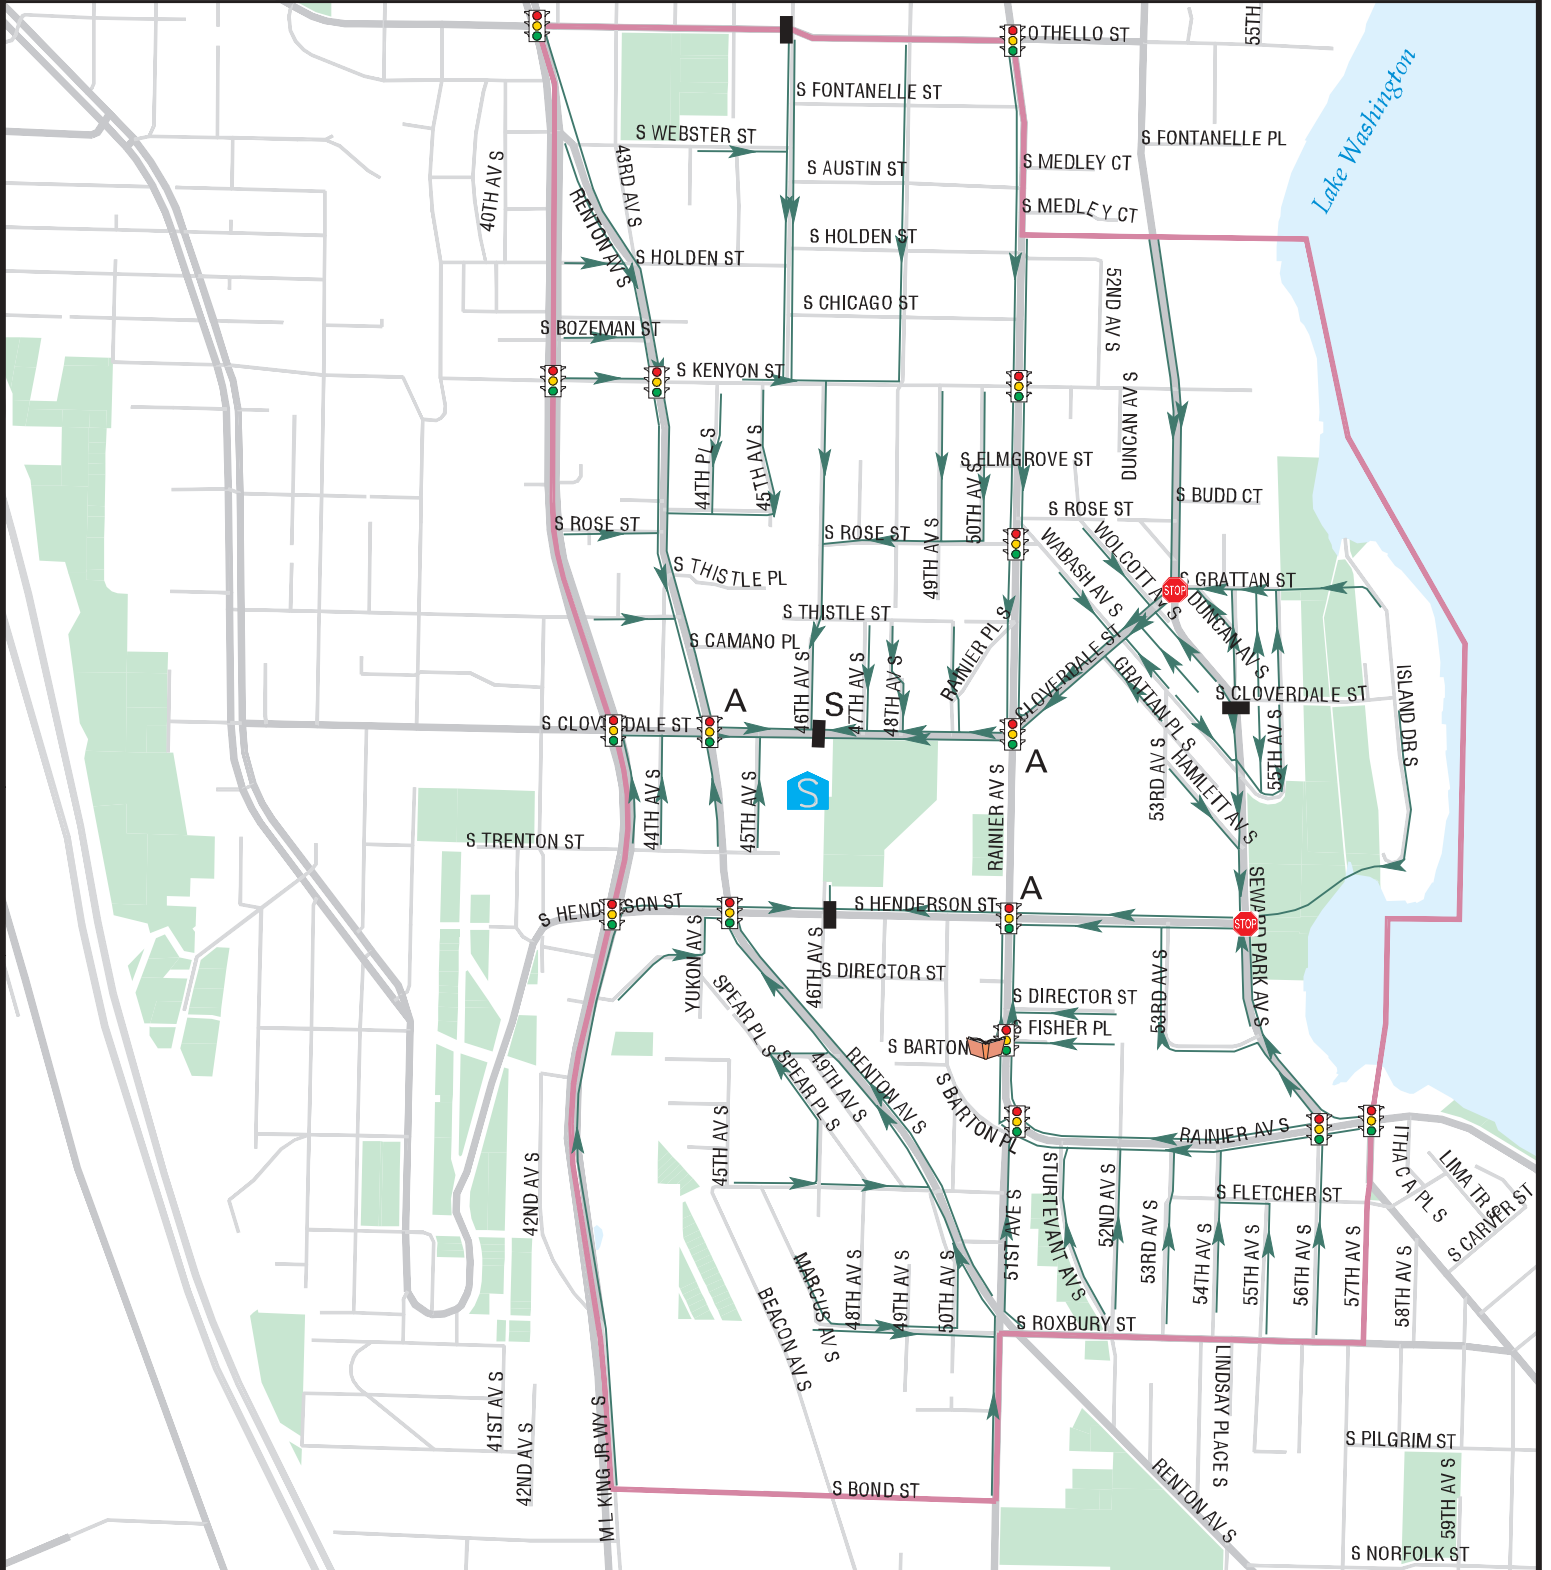 OTHELLO ST
55TH
S FONTANELLE ST
Lake Washington
S WEBSTER ST
S FONTANELLE PL
40TH AV S
43RD AV S
S AUSTIN ST
S MEDLEY CT
RENTON AV S
S MEDLEY CT
S HOLDEN ST
S HOLDEN ST
52ND AV S
S CHICAGO ST
S BOZEMAN ST
S KENYON ST
DUNCAN AV S
44TH PL S
45TH AV S
S ELMGROVE ST
50TH AV S
S BUDD CT
S ROSE ST
S ROSE ST
S ROSE ST
49TH AV S
WABASH AV S
WOLCOTT AV S
S THISTLE PL
STOP
S GRATTAN ST
DUNCAN AV S
S THISTLE ST
RAINIER PL S
S CAMANO PL
46TH AV S
47TH AV S
48TH AV S
CLOVERDALE ST
GRATTAN PL S
S CLOVERDALE ST
ISLAND DR S
A
S
S CLOVERDALE ST
55TH AV S
A
S
44TH AV S
45TH AV S
RAINIER AV S
53RD AV S
HAMLETT AV S
S TRENTON ST
A
S HENDERSON ST
S HENDERSON ST
STOP
SEWARD PARK AV S
YUKON AV S
46TH AV S
S DIRECTOR ST
53RD AV S
SPEAR PL S
S DIRECTOR ST
S FISHER PL
S BARTON
SPEAR PL S
49TH AV S
RENTON AV S
S BARTON PL
45TH AV S
RAINIER AV S
ITHACA PL S
LIMA TR S
42ND AV S
51ST AVE S
STURTEVANT AV S
52ND AV S
53RD AV S
S FLETCHER ST
54TH AV S
55TH AV S
56TH AV S
57TH AV S
58TH AV S
S CARVER ST
MARCUS AV S
48TH AV S
49TH AV S
50TH AV S
BEACON AV S
S ROXBURY ST
LINDSAY PLACE S
41ST AV S
42ND AV S
M L KING JR WY S
S PILGRIM ST
S BOND ST
RENTON AV S
59TH AV S
S NORFOLK ST